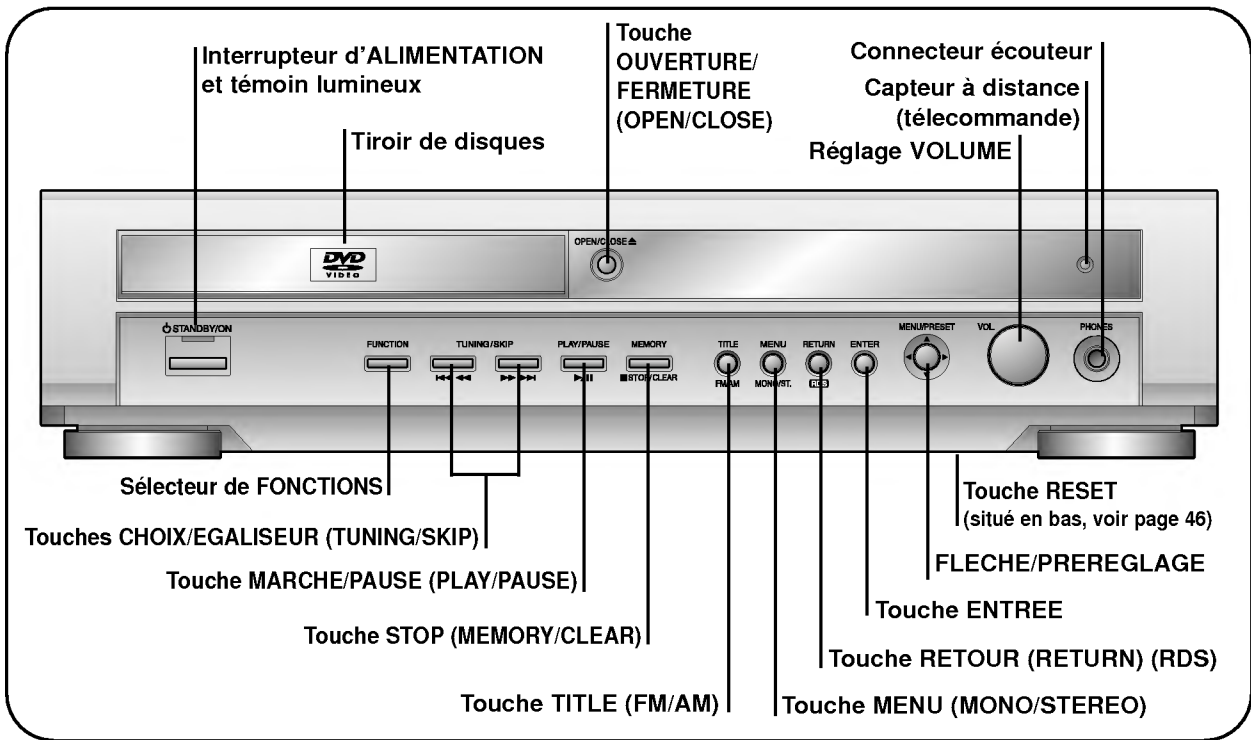 Interrupteur d'ALIMENTATION
et témoin lumineux
Tiroir de disques
Touche
OUVERTURE/
FERMETURE
(OPEN/CLOSE)
Connecteur écouteur
Capteur à distance
(télecommande)
Réglage VOLUME
DVD
VIDEO
OPEN/CLOSE
STANDBY/ON
FUNCTION
TUNING/SKIP
PLAY/PAUSE
MEMORY
STOP/CLEAR
TITLE
FM/AM
MENU
MONO/ST.
RETURN
RDS
ENTER
MENU/PRESET
VOL
PHONES
Sélecteur de FONCTIONS
Touches CHOIX/EGALISEUR (TUNING/SKIP)
Touche MARCHE/PAUSE (PLAY/PAUSE)
Touche STOP (MEMORY/CLEAR)
Touche TITLE (FM/AM)
Touche RESET
(situé en bas, voir page 46)
FLECHE/PREREGLAGE
Touche ENTREE
Touche RETOUR (RETURN) (RDS)
Touche MENU (MONO/STEREO)